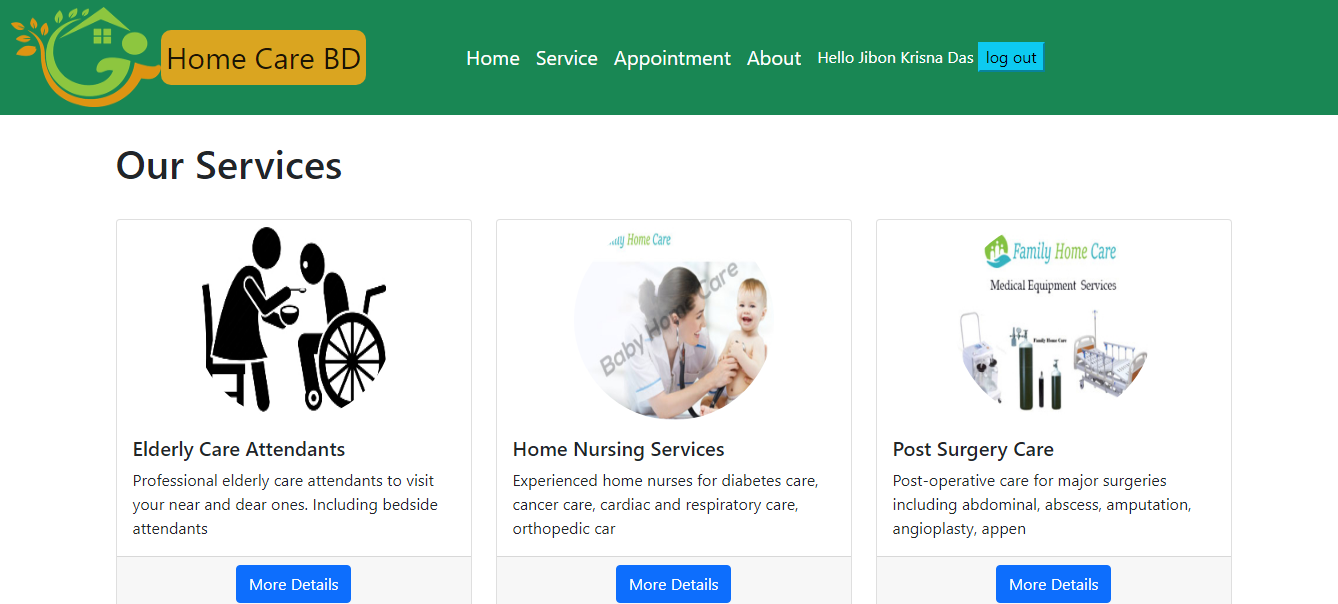 Home Care BD
Home Service Appointment About Hello Jibon Krisna Das log out
Our Services
Home Care
Baby Home Care
Family Home Care
Medical Equipment Services
Family Home Care
Elderly Care Attendants
Professional elderly care attendants to visit
your near and dear ones. Including bedside
attendants
More Details
Home Nursing Services
Experienced home nurses for diabetes care,
cancer care, cardiac and respiratory care,
orthopedic car
More Details
Post Surgery Care
Post-operative care for major surgeries
including abdominal, abscess, amputation,
angioplasty, appen
More Details